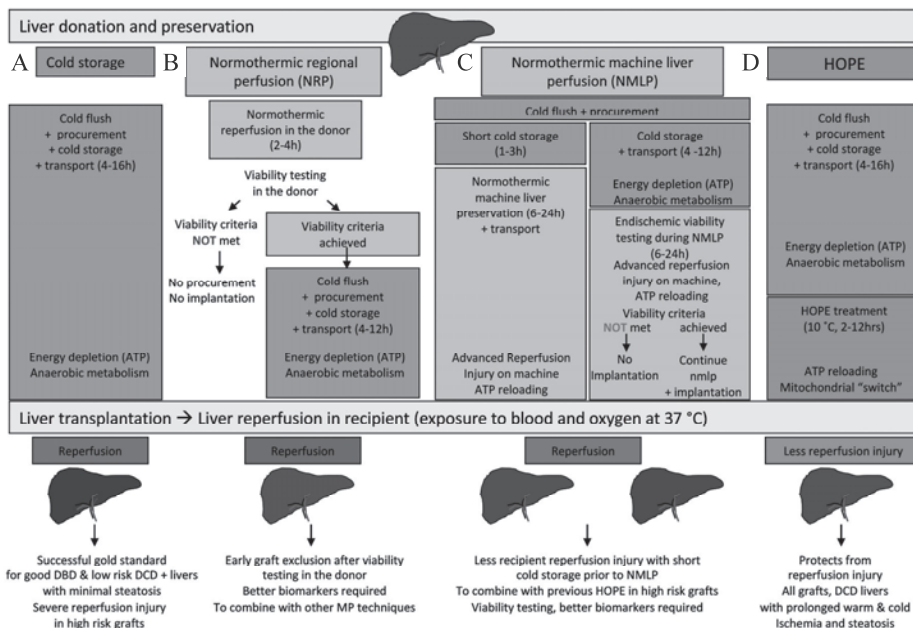 Liver donation and preservation
A
Cold storage
Cold flush
+ procurement
+ cold storage
+ transport (4-16h)
Energy depletion (ATP)
Anaerobic metabolism
B
Normothermic regional
perfusion (NRP)
Normothermic
reperfusion in the donor
(2-4h)
Viability testing
in the donor
Viability criteria
NOT met
No procurement
No implantation
Viability criteria
achieved
Cold flush
+ procurement
+ cold storage
+ transport (4-12h)
Energy depletion (ATP)
Anaerobic metabolism
C
Normothermic machine liver
perfusion (NMLP)
Cold flush + procurement
Short cold storage
(1-3h)
Normothermic
machine liver
preservation (6-24h)
+ transport
Advanced Reperfusion
Injury on machine
ATP reloading
Cold storage
+ transport (4 -12h)
Energy depletion (ATP)
Anaerobic metabolism
Endischemic viability
testing during NMLP
(6-24h)
Advanced reperfusion
injury on machine,
ATP reloading
Viability criteria
NOT met
achieved
No
Implantation
Continue
nmlp
+ implantation
D
HOPE
Cold flush
+ procurement
+ cold storage
+ transport (4-16h)
Energy depletion (ATP)
Anaerobic metabolism
HOPE treatment
(10 ˚C, 2-12hrs)
ATP reloading
Mitochondrial “switch”
Liver transplantation → Liver reperfusion in recipient (exposure to blood and oxygen at 37 °C)
Reperfusion
Successful gold standard
for good DBD & low risk DCD + livers
with minimal steatosis
Severe reperfusion injury
in high risk grafts
Reperfusion
Early graft exclusion after viability
testing in the donor
Better biomarkers required
To combine with other MP techniques
Reperfusion
Less recipient reperfusion injury with short
cold storage prior to NMLP
To combine with previous HOPE in high risk grafts
Viability testing, better biomarkers required
Less reperfusion injury
Protects from
reperfusion injury
All grafts, DCD livers
with prolonged warm & cold
Ischemia and steatosis